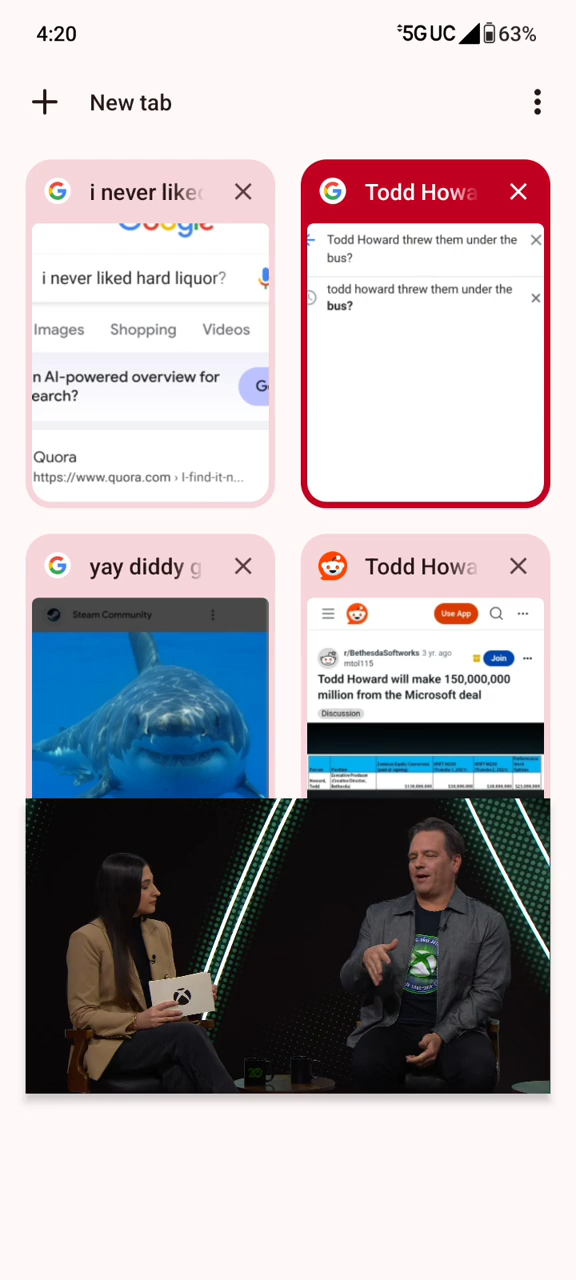 4:20
5G UC
63%
New tab
i never liked
Google
i never liked hard liquor?
Images Shopping Videos
n AI-powered overview for
earch?
G
Quora
https://www.quora.com › I-find-it-n...
Todd Howa
Todd Howard threw them under the
bus?
todd howard threw them under the
bus?
yay diddy g
Steam Community
Todd Howa
Use App
r/BethesdaSoftworks 3 yr. ago
mtol115
Join
Todd Howard will make 150,000,000
million from the Microsoft deal
Discussion
20